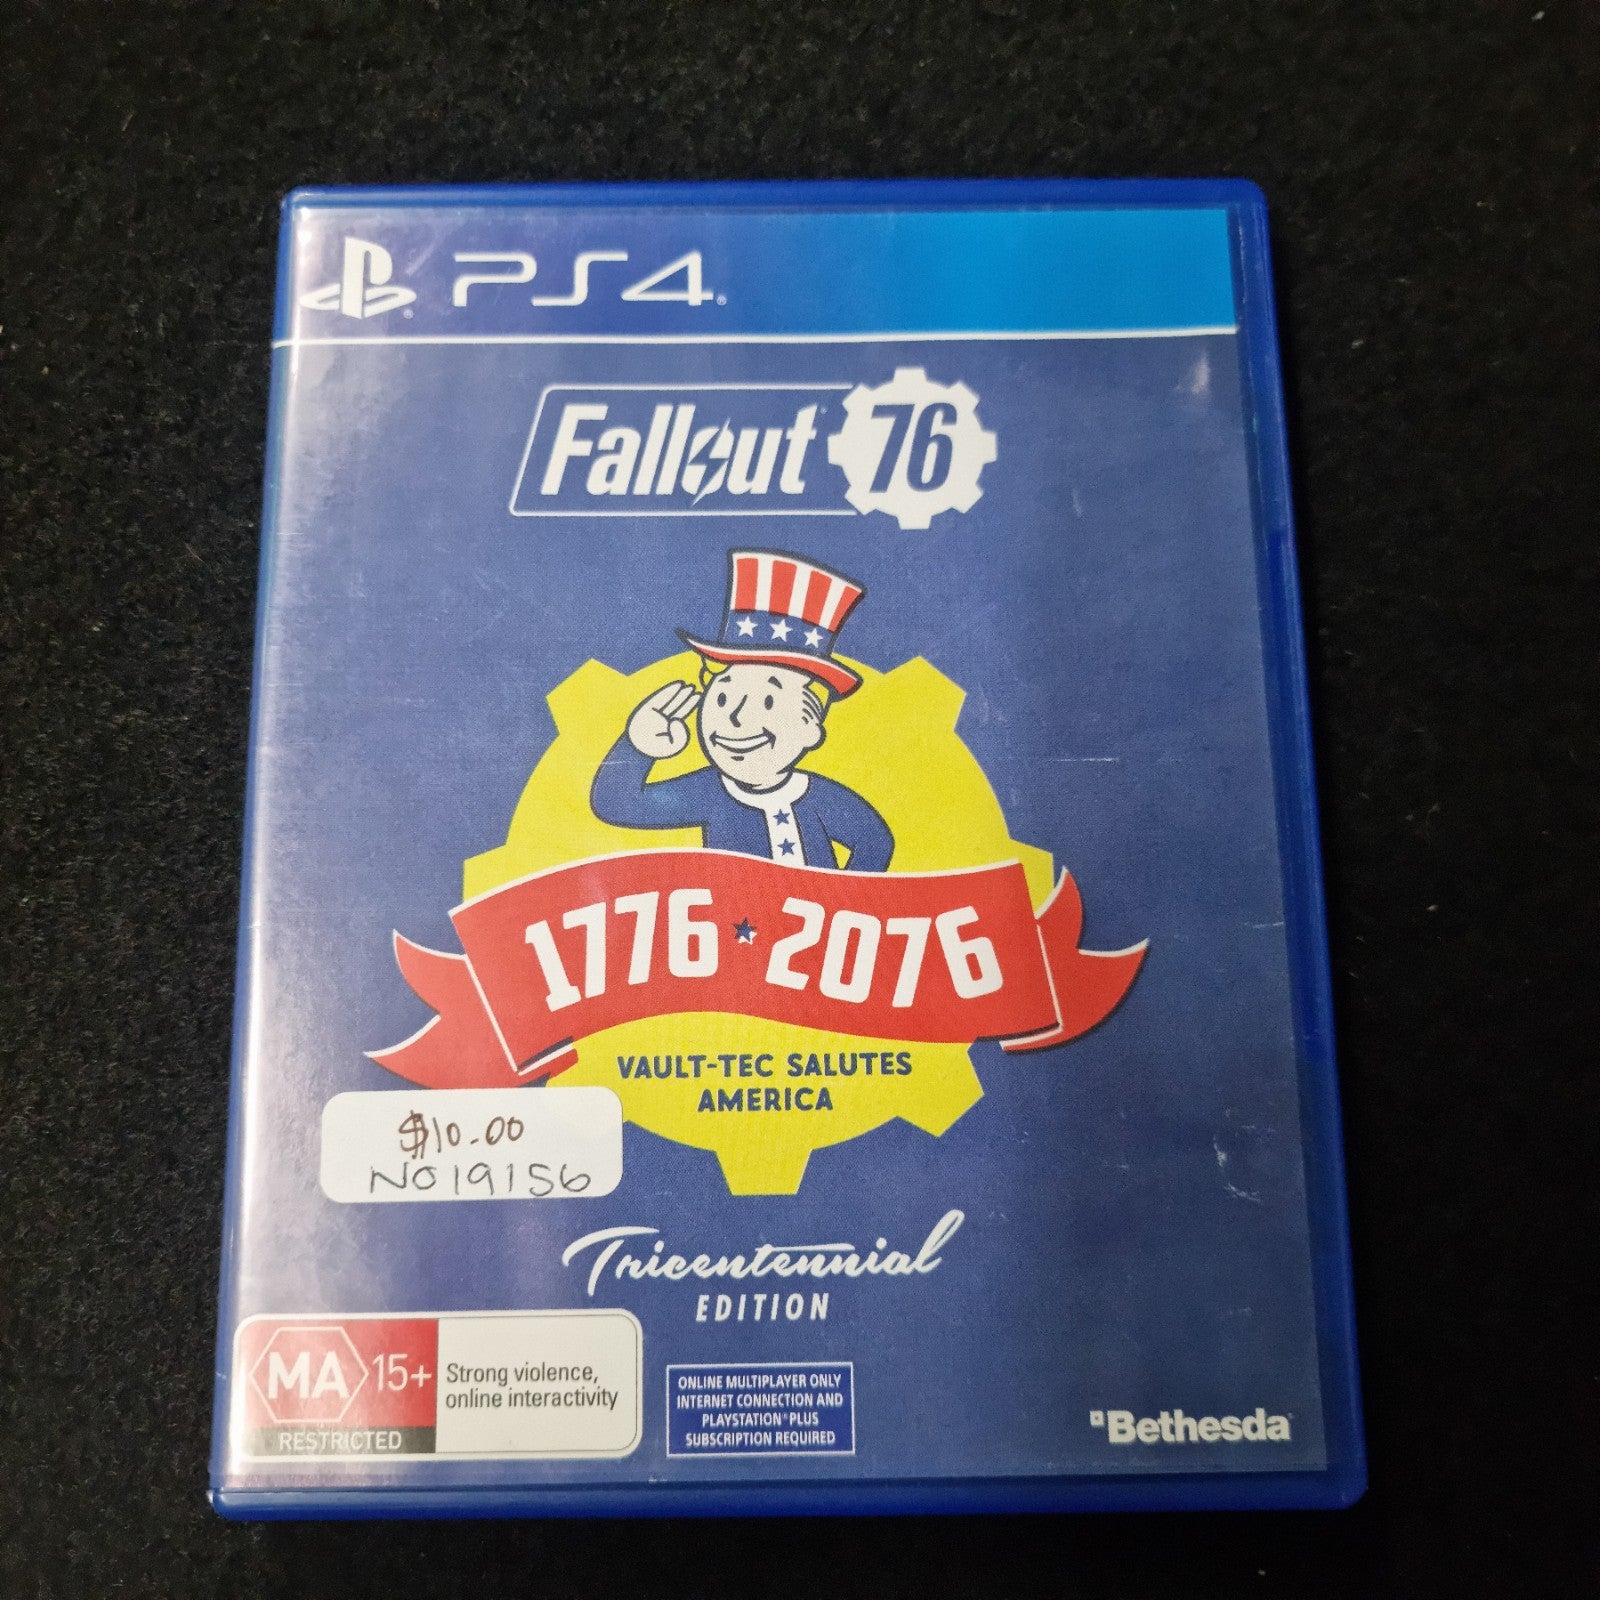 PS4
Fallout 76
1776 2076
VAULT-TEC SALUTES
AMERICA
$10.00
NO19156
Tricentennial
EDITION
MA 15+
RESTRICTED
Strong violence,
online interactivity
ONLINE MULTIPLAYER ONLY
INTERNET CONNECTION AND
PLAYSTATION®PLUS
SUBSCRIPTION REQUIRED
Bethesda